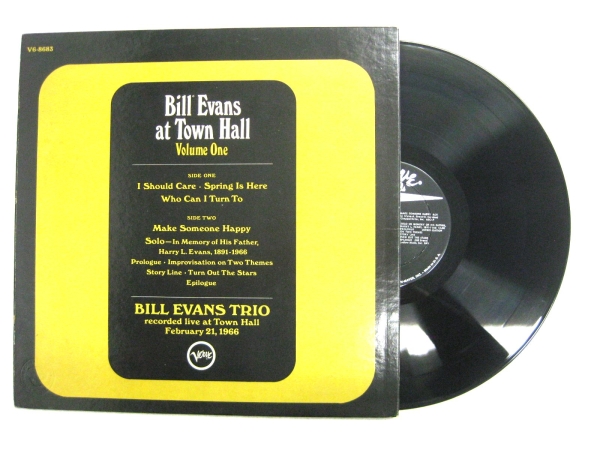 V6-8683
Bill Evans
at Town Hall
Volume One
SIDE ONE
I Should Care · Spring Is Here
Who Can I Turn To
SIDE TWO
Make Someone Happy
Solo—In Memory of His Father,
Harry L. Evans, 1891-1966
Prologue · Improvisation on Two Themes
Story Line · Turn Out The Stars
Epilogue
BILL EVANS TRIO
recorded live at Town Hall
February 21, 1966
Verve